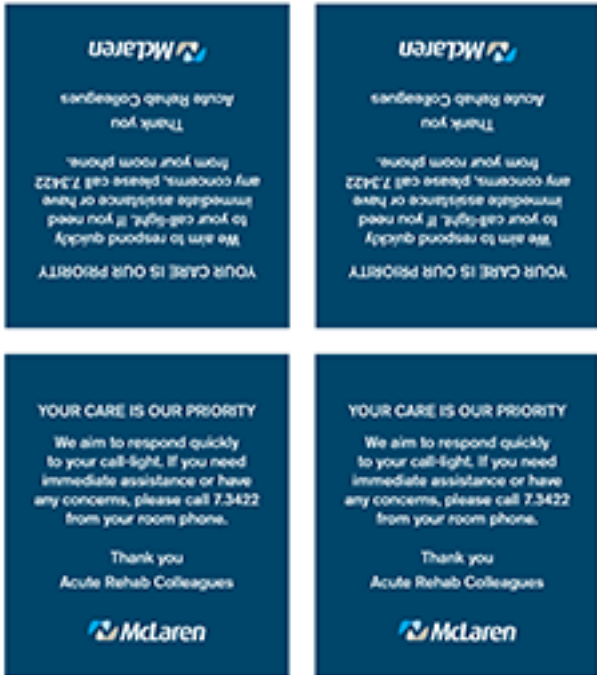 McLaren
Acute Rehab Colleagues
Thank you
from your room phone.
any concerns, please call 7.3422
immediate assistance or have
to your call-light. If you need
We aim to respond quickly
YOUR CARE IS OUR PRIORITY
McLaren
Acute Rehab Colleagues
Thank you
from your room phone.
any concerns, please call 7.3422
immediate assistance or have
to your call-light. If you need
We aim to respond quickly
YOUR CARE IS OUR PRIORITY
YOUR CARE IS OUR PRIORITY
We aim to respond quickly
to your call-light. If you need
immediate assistance or have
any concerns, please call 7.3422
from your room phone.
Thank you
Acute Rehab Colleagues
McLaren
YOUR CARE IS OUR PRIORITY
We aim to respond quickly
to your call-light. If you need
immediate assistance or have
any concerns, please call 7.3422
from your room phone.
Thank you
Acute Rehab Colleagues
McLaren